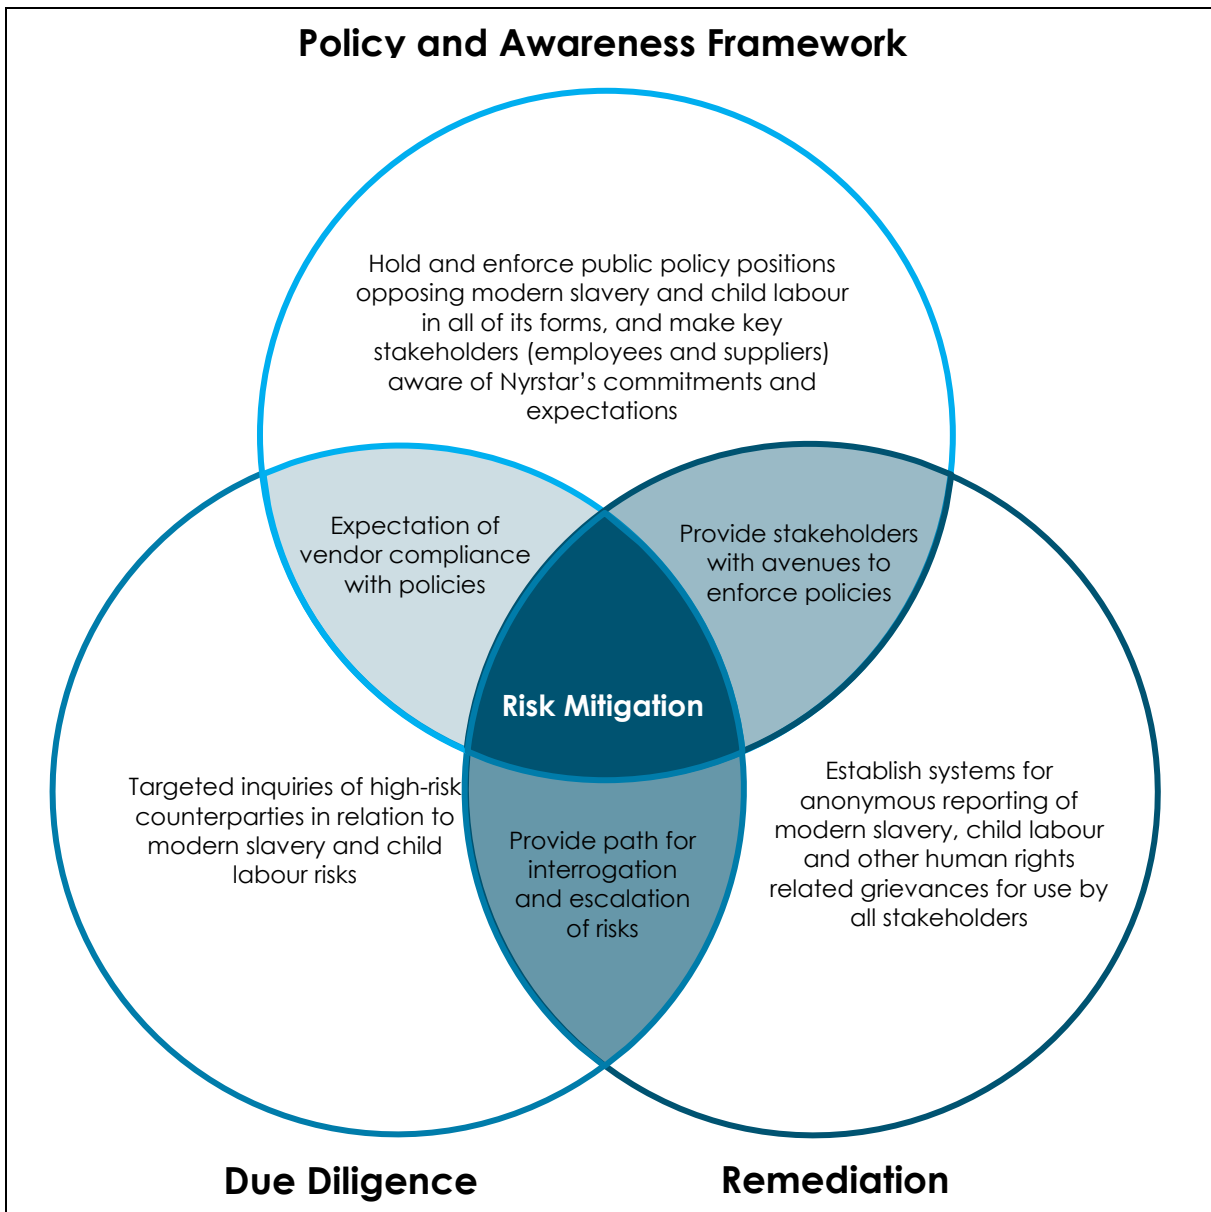 Policy and Awareness Framework
Hold and enforce public policy positions
opposing modern slavery and child labour
in all of its forms, and make key
stakeholders (employees and suppliers)
aware of Nyrstar’s commitments and
expectations
Expectation of
vendor compliance
with policies
Provide stakeholders
with avenues to
enforce policies
Risk Mitigation
Targeted inquiries of high-risk
counterparties in relation to
modern slavery and child
labour risks
Provide path for
interrogation
and escalation
of risks
Establish systems for
anonymous reporting of
modern slavery, child labour
and other human rights
related grievances for use by
all stakeholders
Due Diligence
Remediation